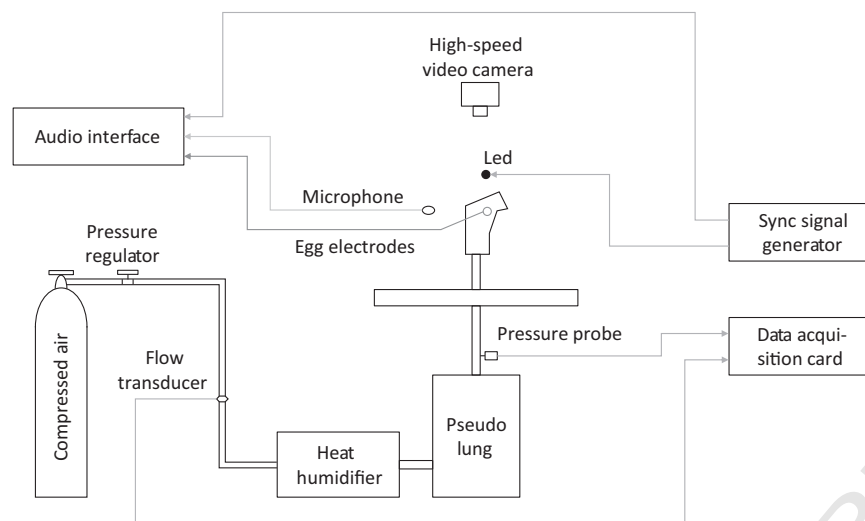 High-speed
video camera
Audio interface
Led
Microphone
Egg electrodes
Sync signal
generator
Pressure
regulator
Pressure probe
Data acqui-
sition card
Flow
transducer
Compressed air
Pseudo
lung
Heat
humidifier